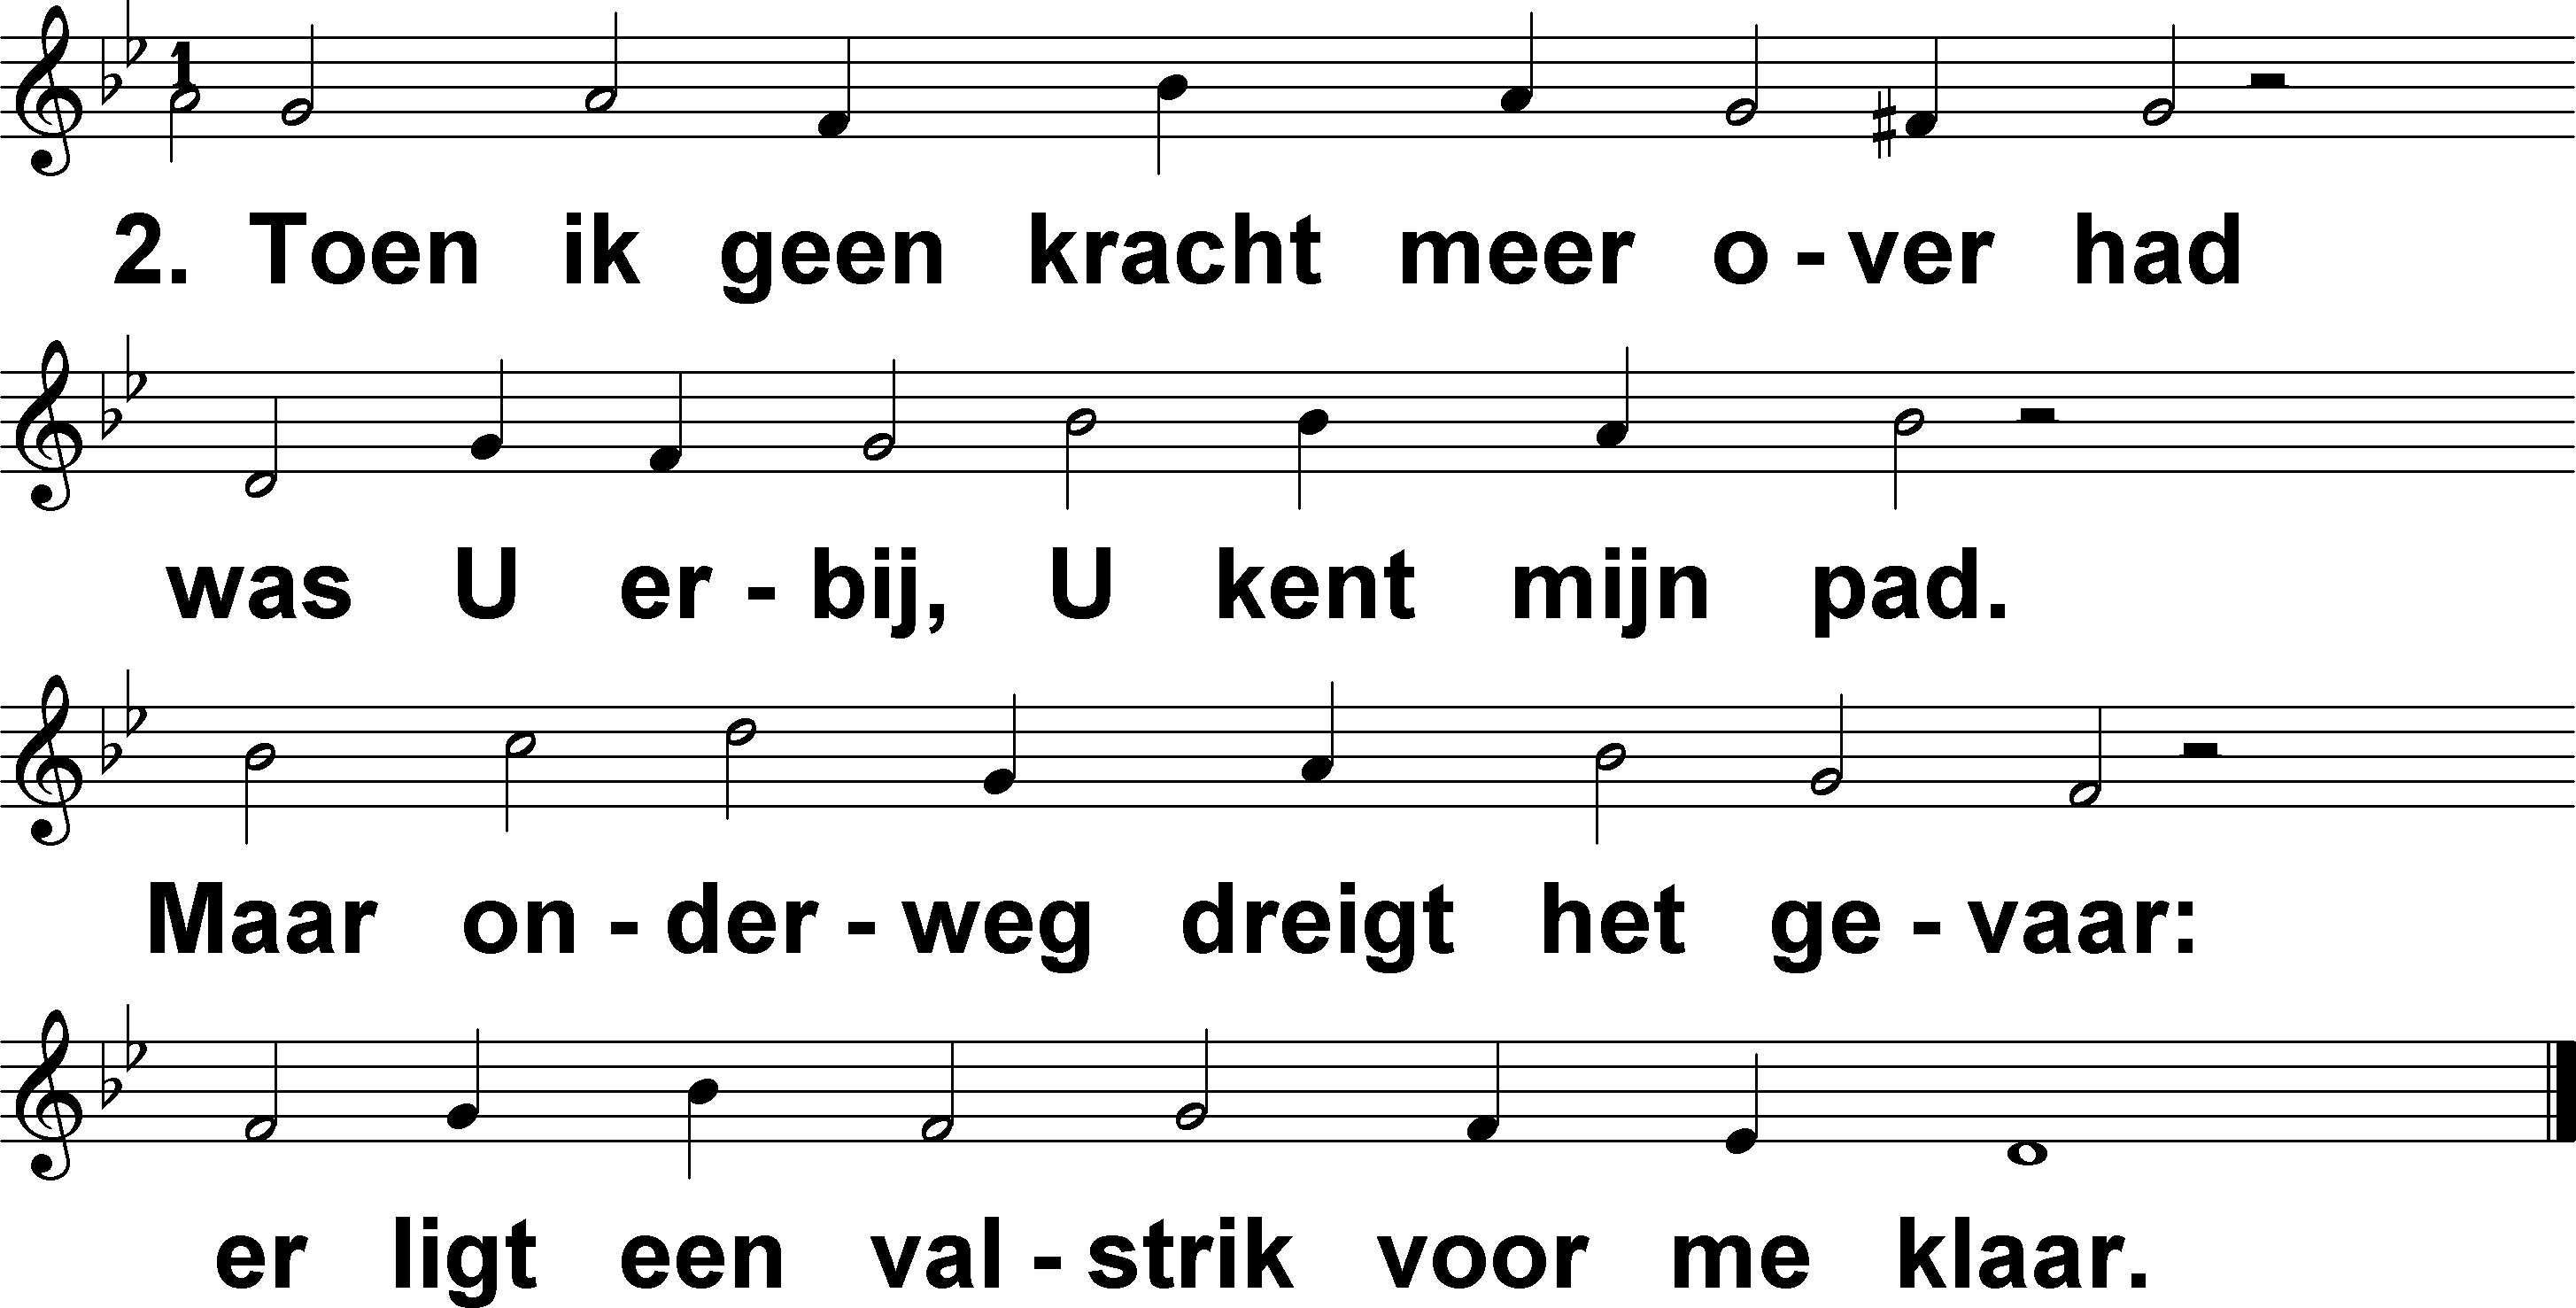 2. Toen ik geen kracht meer o - ver had
was U er - bij, U kent mijn pad.
Maar on - der - weg dreigt het ge - vaar:
er ligt een val - strik voor me klaar.